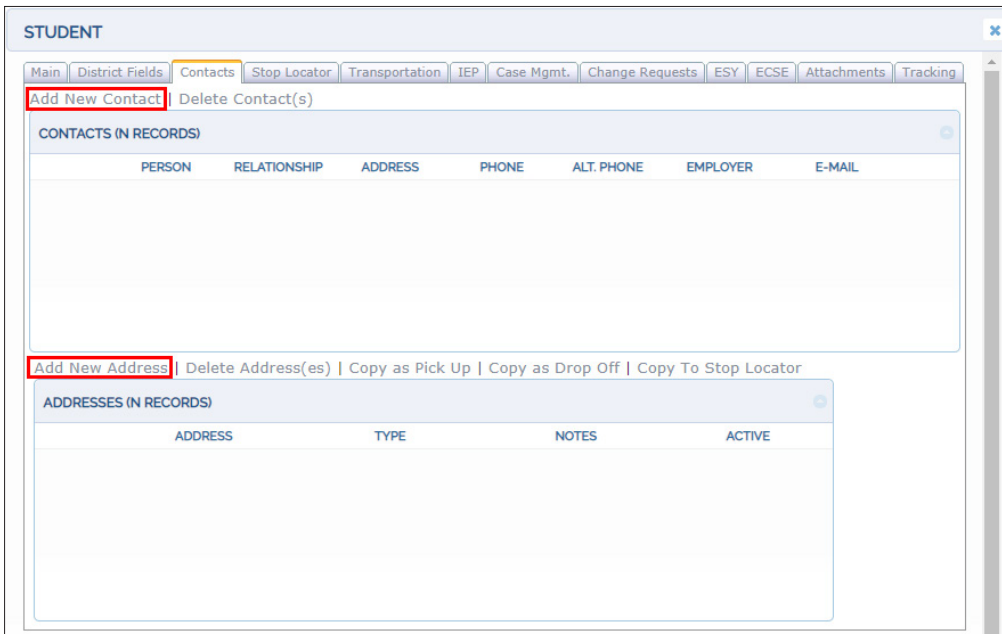 STUDENT
Main District Fields Contacts Stop Locator Transportation IEP Case Mgmt. Change Requests ESY ECSE Attachments Tracking
Add New Contact | Delete Contact(s)
CONTACTS (N RECORDS)
PERSON RELATIONSHIP ADDRESS PHONE ALT. PHONE EMPLOYER E-MAIL
Add New Address | Delete Address(es) | Copy as Pick Up | Copy as Drop Off | Copy To Stop Locator
ADDRESSES (N RECORDS)
ADDRESS TYPE NOTES ACTIVE